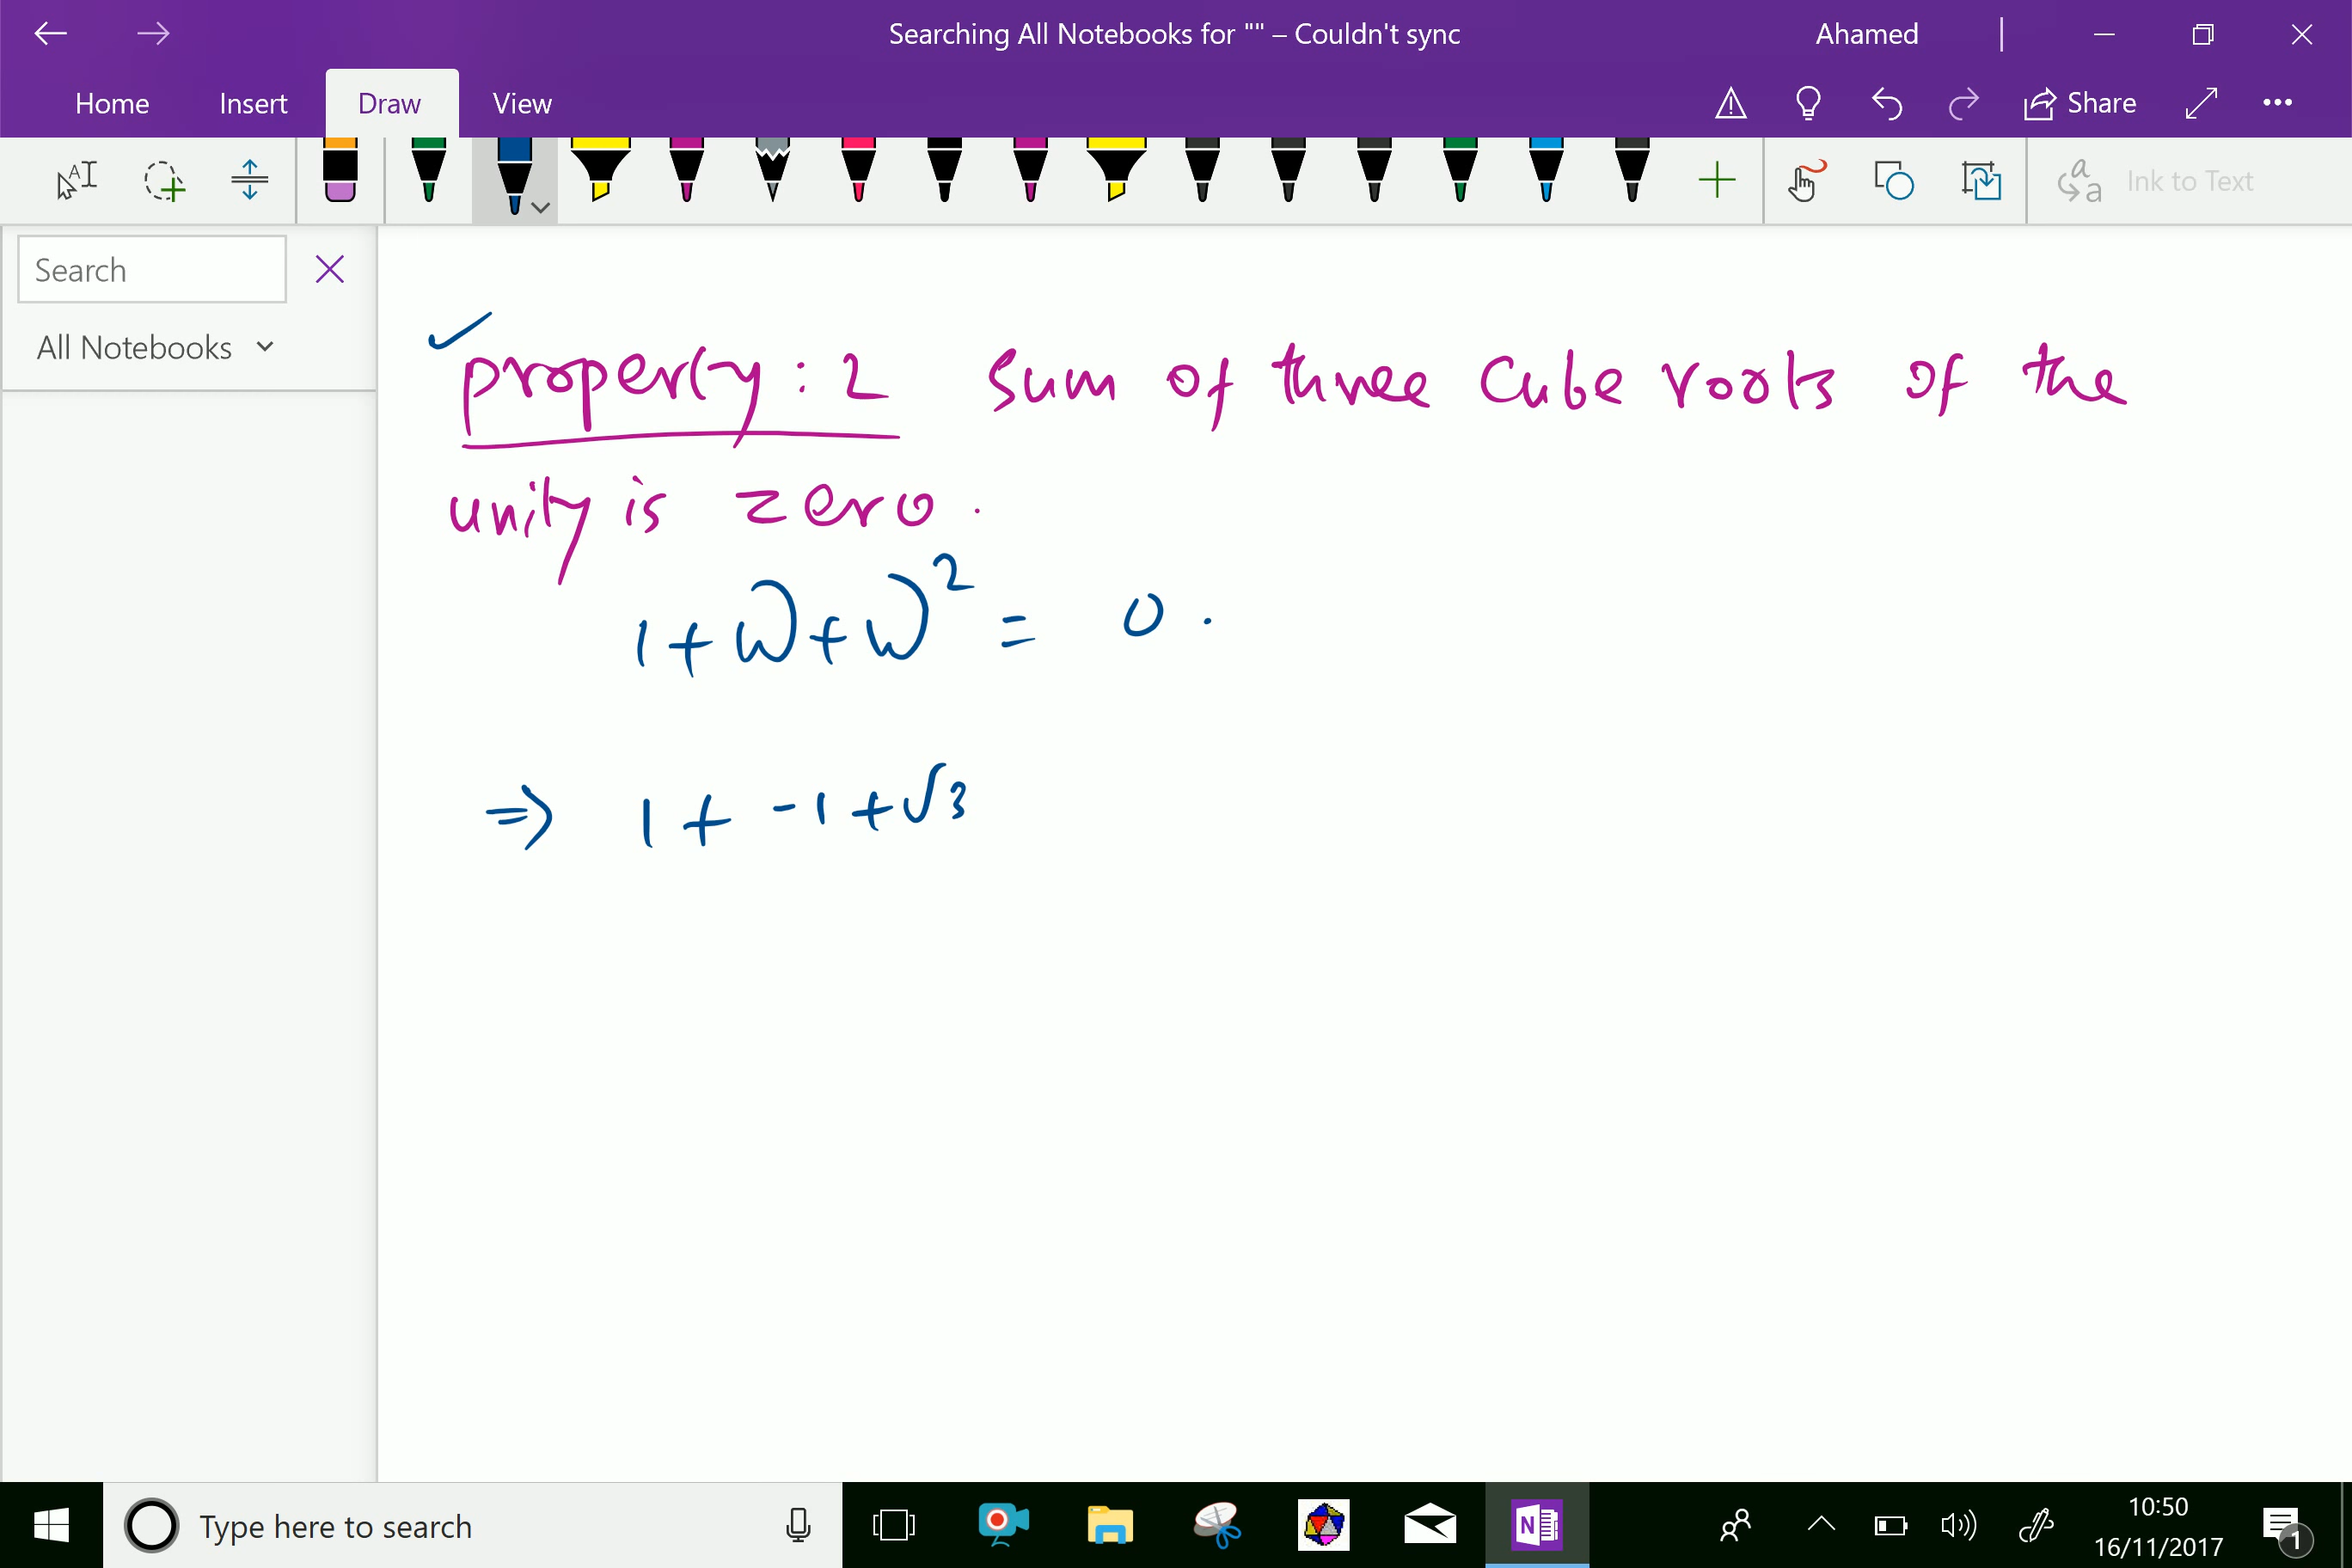 Searching All Notebooks for "" – Couldn't sync
Ahamed
Home Insert Draw View
Share
Ink to Text
Search
All Notebooks
property : 2 Sum of three Cube roots of the
unity is zero .
1 + ω + ω² = 0 .
⇒ 1 + -1 + √3
Type here to search
10:50
16/11/2017
1